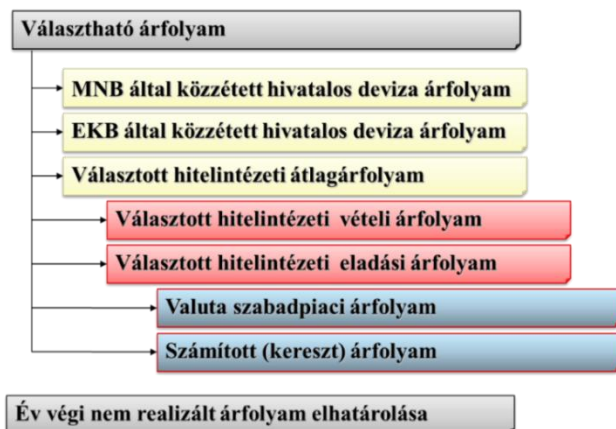 Választható árfolyam
MNB által közzétett hivatalos deviza árfolyam
EKB által közzétett hivatalos deviza árfolyam
Választott hitelintézeti átlagárfolyam
Választott hitelintézeti vételi árfolyam
Választott hitelintézeti eladási árfolyam
Valuta szabadpiaci árfolyam
Számított (kereszt) árfolyam
Év végi nem realizált árfolyam elhatárolása